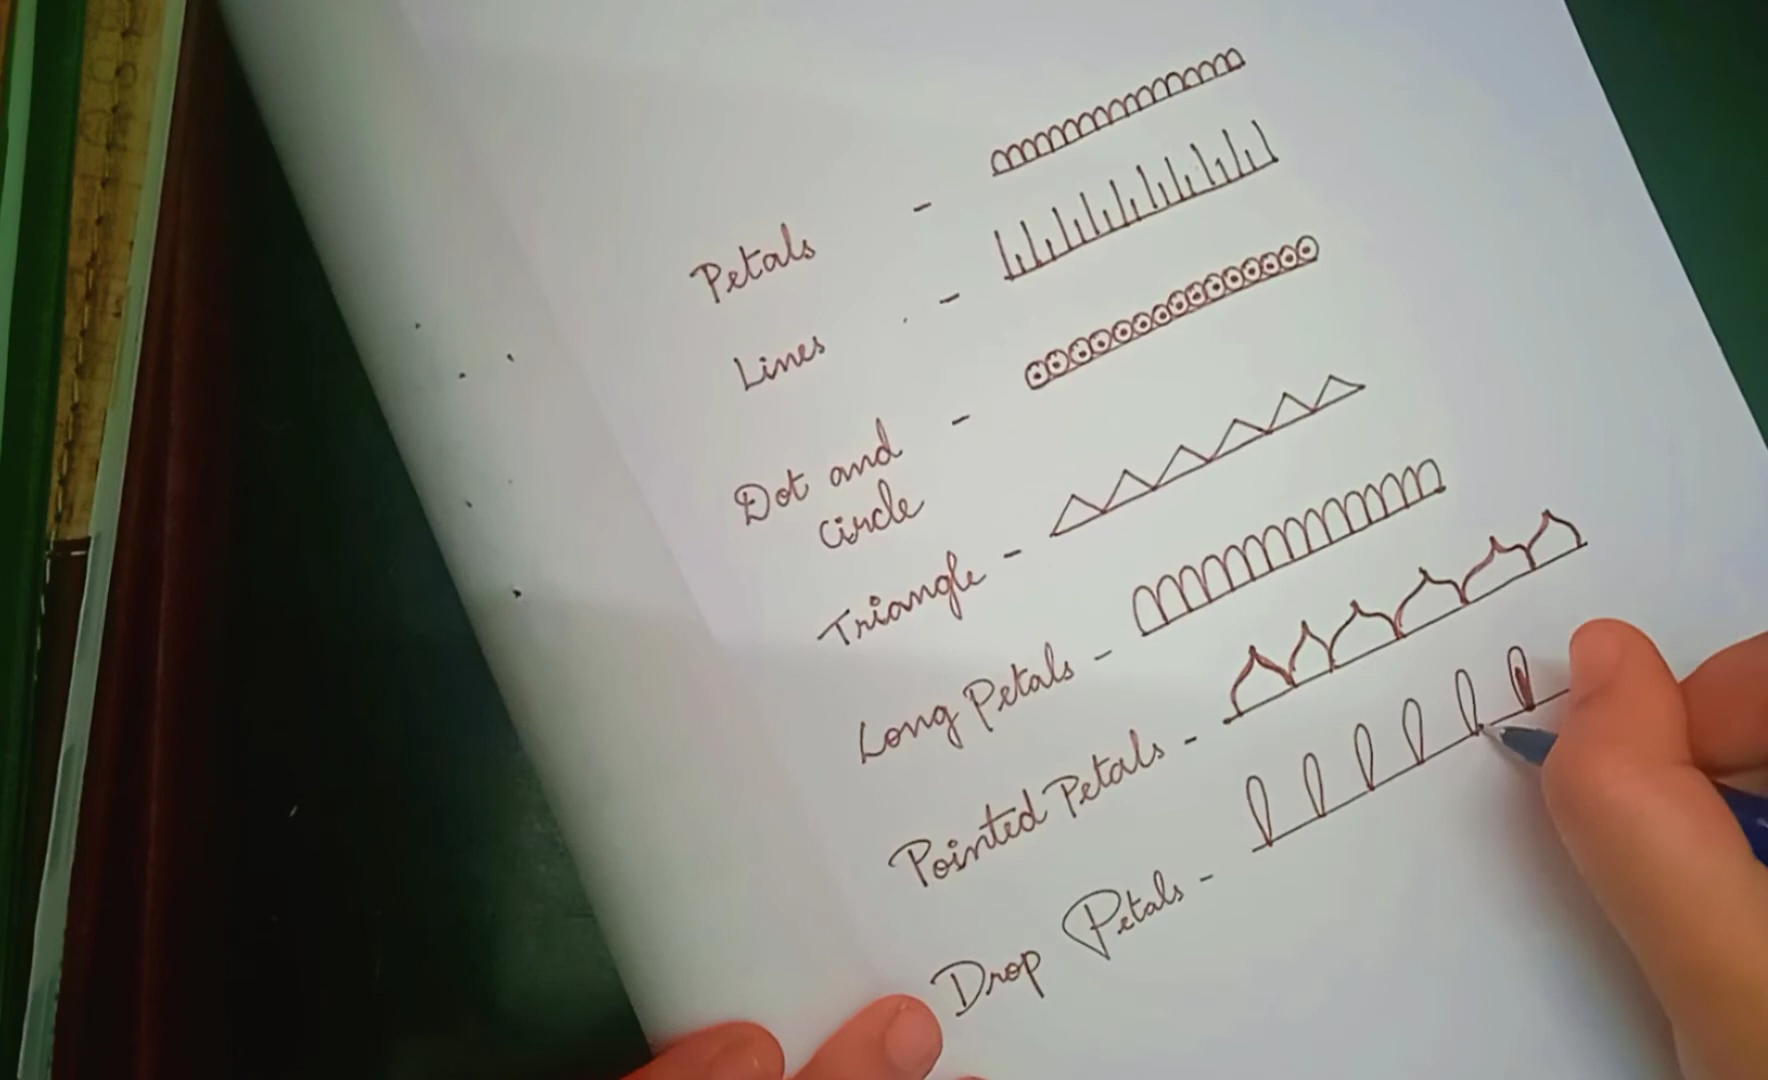 Petals -
Lines -
Dot and -
circle
Triangle -
Long Petals -
Pointed Petals -
Drop Petals -